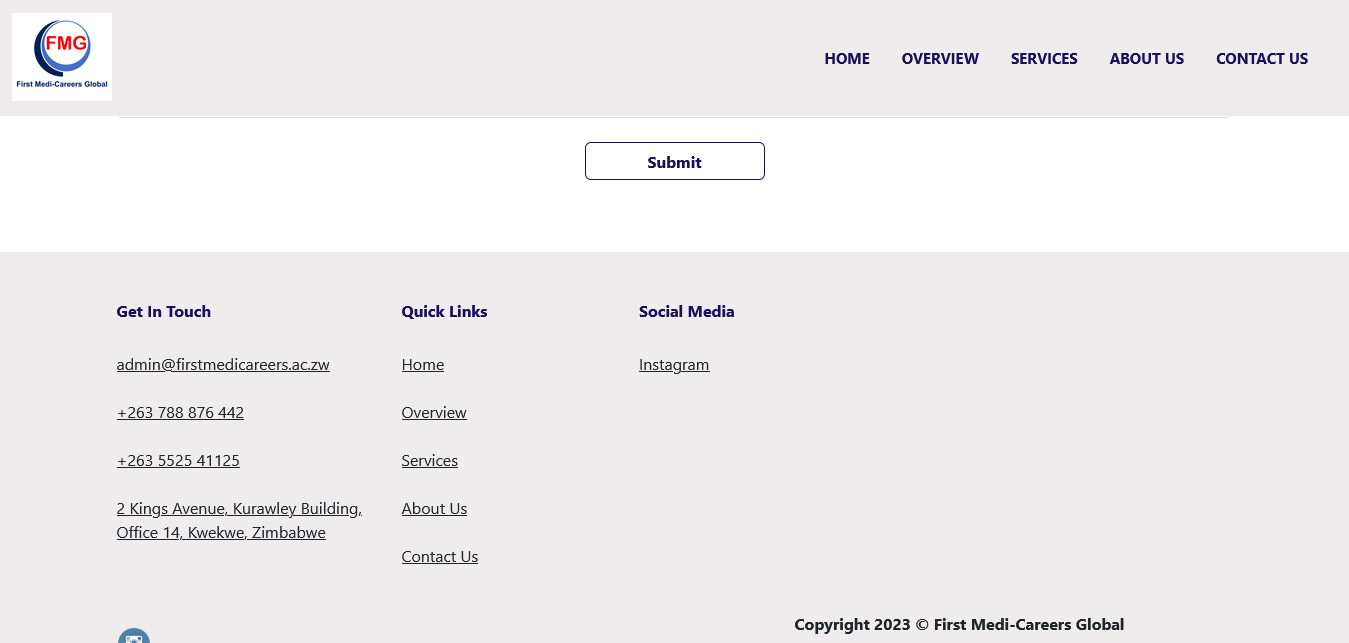 FMG
First Medi-Careers Global
HOME OVERVIEW SERVICES ABOUT US CONTACT US
Submit
Get In Touch
admin@firstmedicareers.ac.zw
+263 788 876 442
+263 5525 41125
2 Kings Avenue, Kurawley Building,
Office 14, Kwekwe, Zimbabwe
Quick Links
Home
Overview
Services
About Us
Contact Us
Social Media
Instagram
Copyright 2023 © First Medi-Careers Global